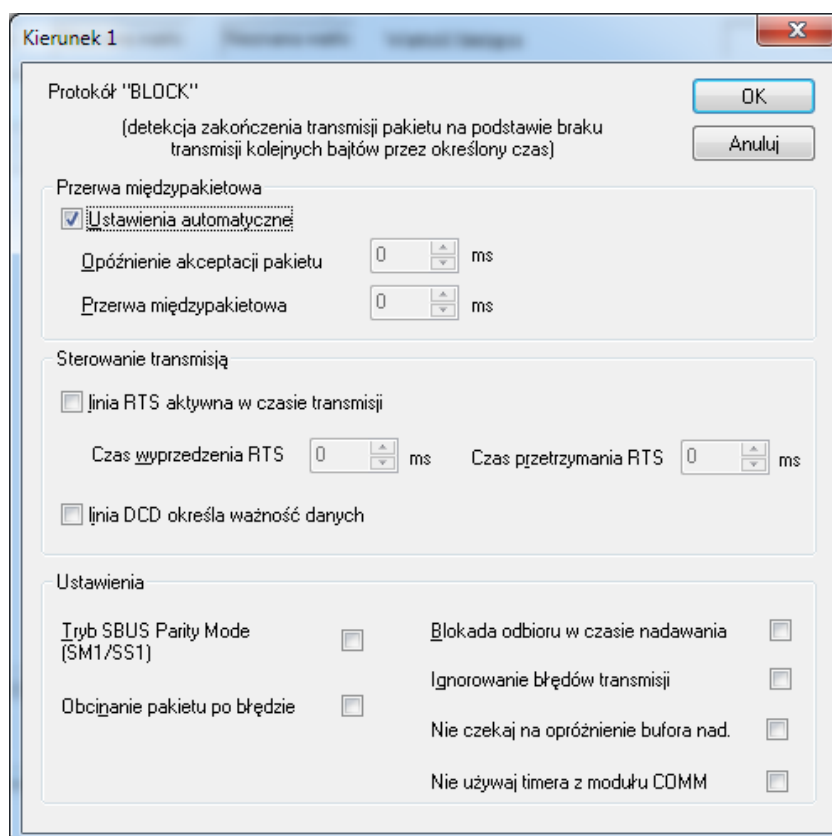 Kierunek 1
Protokół "BLOCK"
OK
(detekcja zakończenia transmisji pakietu na podstawie braku
transmisji kolejnych bajtów przez określony czas)
Anuluj
Przerwa międzypakietowa
Ustawienia automatyczne
Opóźnienie akceptacji pakietu 0 ms
Przerwa międzypakietowa 0 ms
Sterowanie transmisją
linia RTS aktywna w czasie transmisji
Czas wyprzedzenia RTS 0 ms Czas przetrzymania RTS 0 ms
linia DCD określa ważność danych
Ustawienia
Tryb SBUS Parity Mode
(SM1/SS1)
Obcinanie pakietu po błędzie
Blokada odbioru w czasie nadawania
Ignorowanie błędów transmisji
Nie czekaj na opróżnienie bufora nad.
Nie używaj timera z modułu COMM